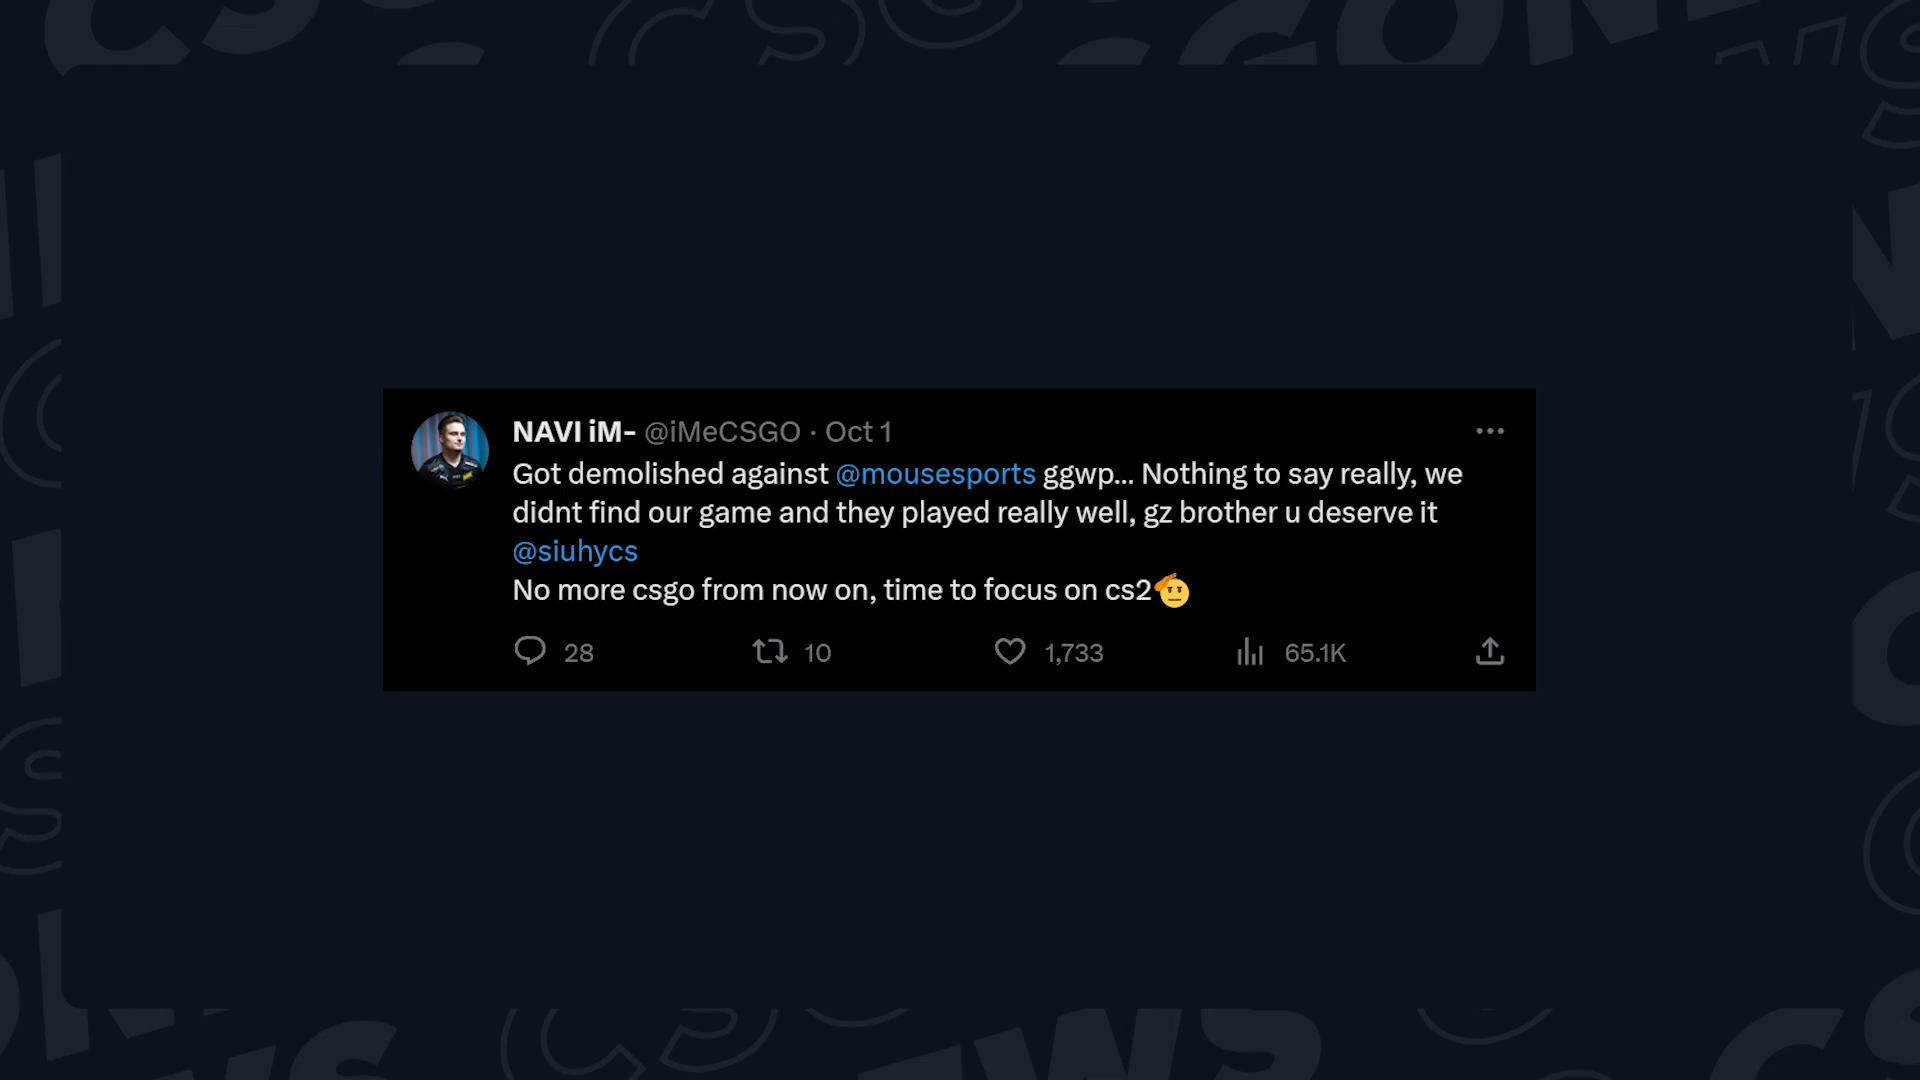 NAVI iM- @iMeCSGO · Oct 1
Got demolished against @mousesports ggwp... Nothing to say really, we
didnt find our game and they played really well, gz brother u deserve it
@siuhycs
No more csgo from now on, time to focus on cs2🫡
28 10 1,733 65.1K